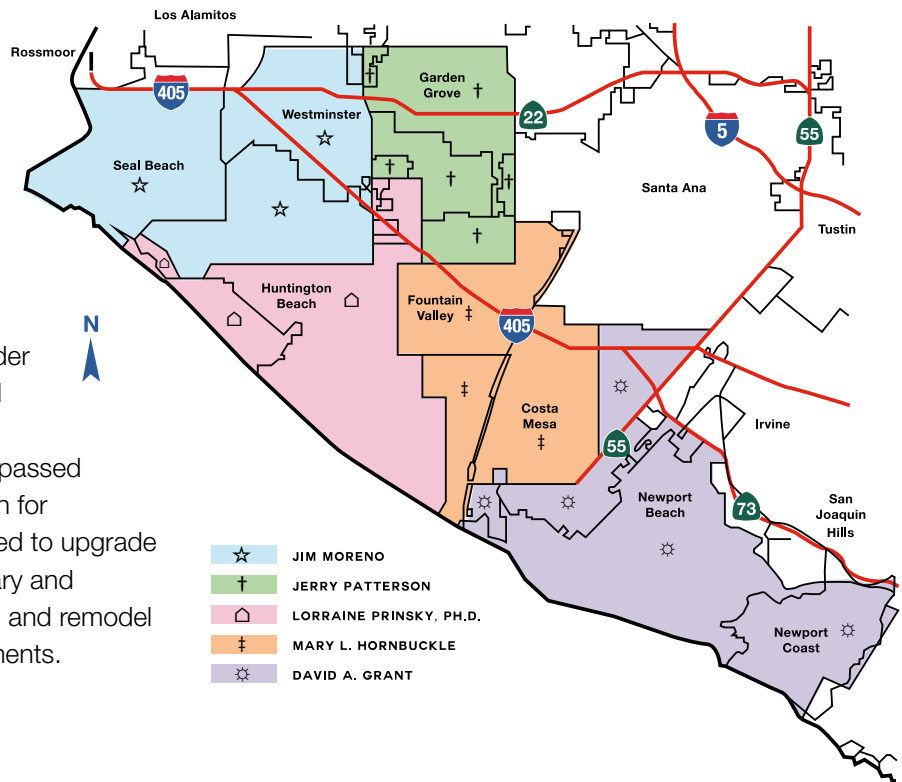 Los Alamitos
Rossmoor
405
Garden
Grove
22
5
55
Westminster
Seal Beach
Santa Ana
Tustin
Huntington
Beach
Fountain
Valley
405
N
der
Costa
Mesa
Irvine
55
passed
n for
ed to upgrade
ary and
and remodel
ments.
Newport
Beach
73
San
Joaquin
Hills
Newport
Coast
JIM MORENO
JERRY PATTERSON
LORRAINE PRINSKY, PH.D.
MARY L. HORNBUCKLE
DAVID A. GRANT